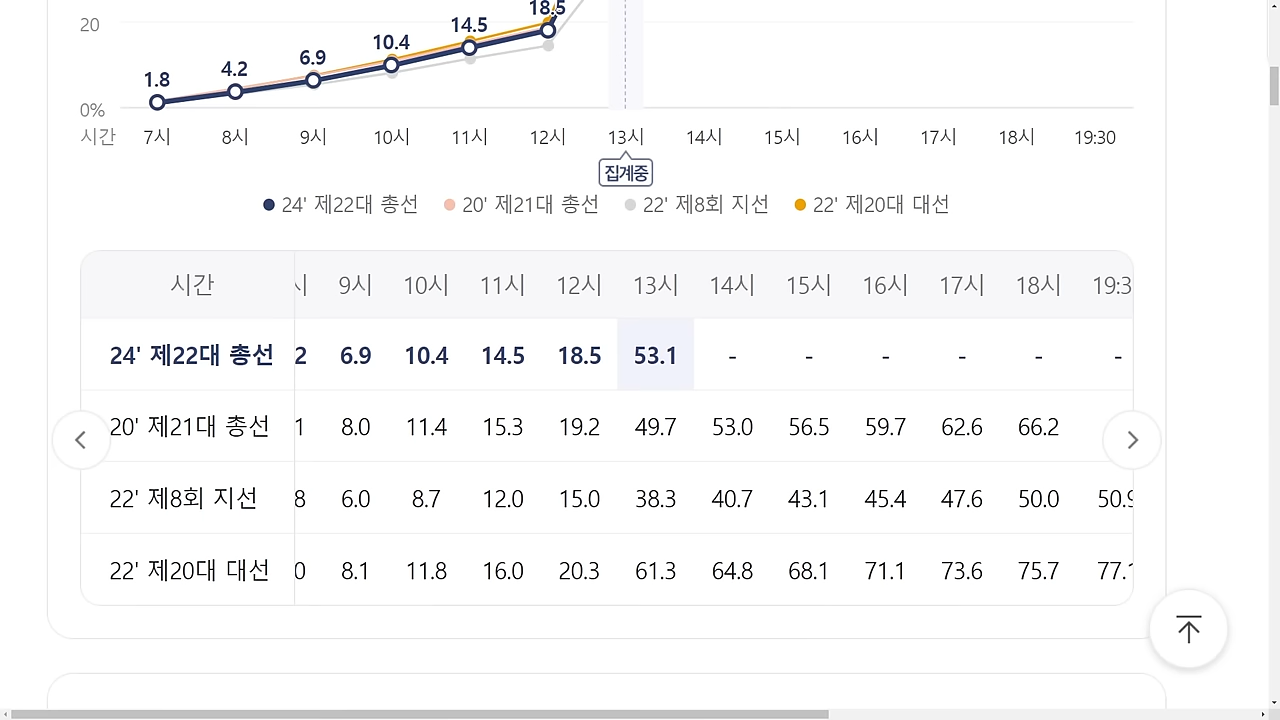 20
18.5
14.5
10.4
6.9
4.2
1.8
0%
시간 7시 8시 9시 10시 11시 12시 13시 14시 15시 16시 17시 18시 19:30
집계중
24' 제22대 총선 20' 제21대 총선 22' 제8회 지선 22' 제20대 대선
시간 시 9시 10시 11시 12시 13시 14시 15시 16시 17시 18시 19:3
24' 제22대 총선 2 6.9 10.4 14.5 18.5 53.1 - - - - - -
20' 제21대 총선 1 8.0 11.4 15.3 19.2 49.7 53.0 56.5 59.7 62.6 66.2
22' 제8회 지선 8 6.0 8.7 12.0 15.0 38.3 40.7 43.1 45.4 47.6 50.0 50.9
22' 제20대 대선 0 8.1 11.8 16.0 20.3 61.3 64.8 68.1 71.1 73.6 75.7 77.1